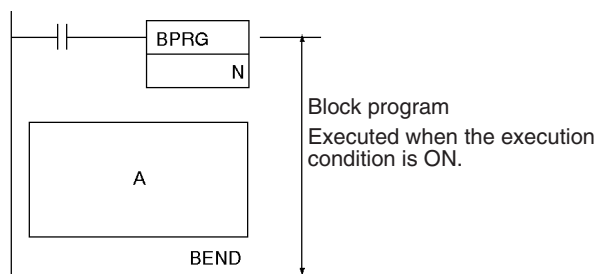 BPRG
N
Block program
Executed when the execution
condition is ON.
A
BEND